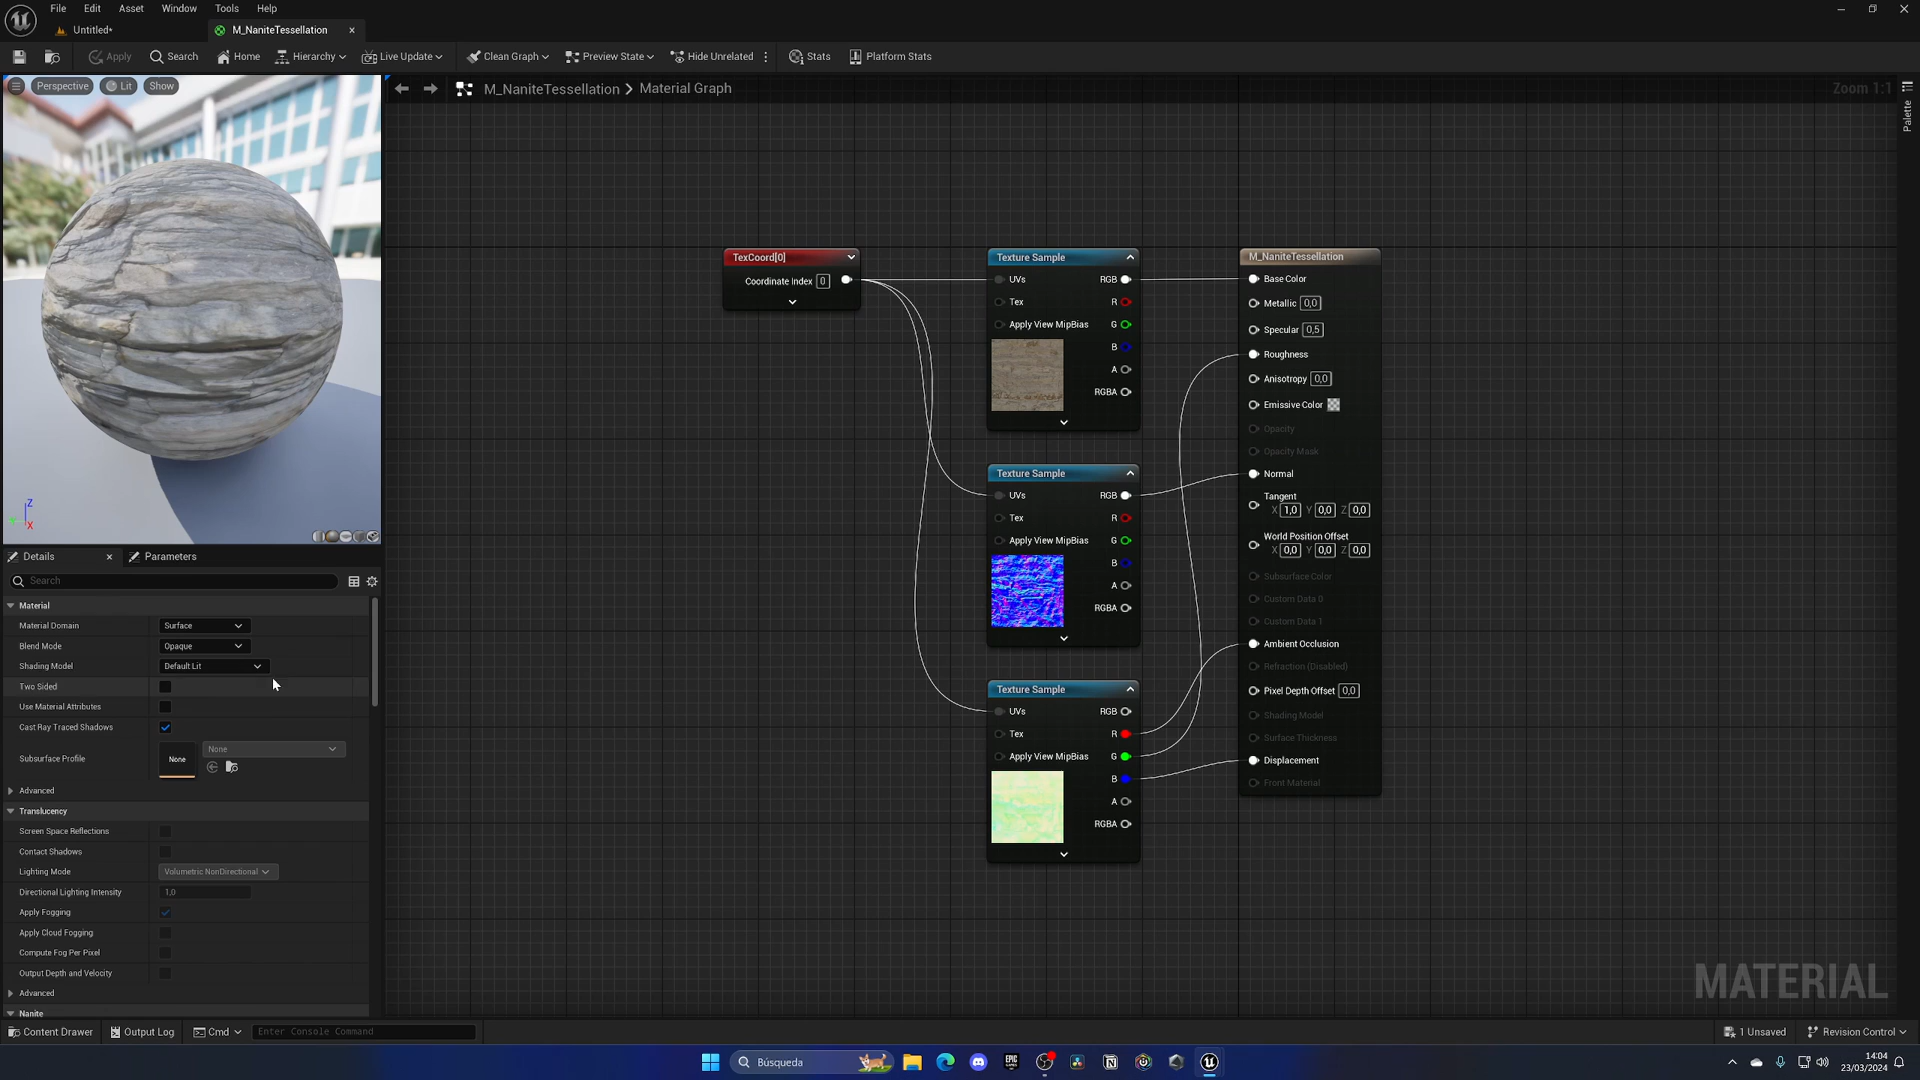 File Edit Asset Window Tools Help
Untitled* M_NaniteTessellation
Apply Search Home Hierarchy Live Update Clean Graph Preview State Hide Unrelated Stats Platform Stats
Perspective Lit Show
M_NaniteTessellation > Material Graph
Zoom 1:1
Palette
Z
X
TexCoord[0]
Coordinate Index 0
Texture Sample
UVs RGB
Tex R
Apply View MipBias G
B
A
RGBA
Texture Sample
UVs RGB
Tex R
Apply View MipBias G
B
A
RGBA
Texture Sample
UVs RGB
Tex R
Apply View MipBias G
B
A
RGBA
M_NaniteTessellation
Base Color
Metallic 0,0
Specular 0,5
Roughness
Anisotropy 0,0
Emissive Color
Opacity
Opacity Mask
Normal
Tangent
X 1,0 Y 0,0 Z 0,0
World Position Offset
X 0,0 Y 0,0 Z 0,0
Subsurface Color
Custom Data 0
Custom Data 1
Ambient Occlusion
Refraction (Disabled)
Pixel Depth Offset 0,0
Shading Model
Surface Thickness
Displacement
Front Material
MATERIAL
Details Parameters
Search
Material
Material Domain Surface
Blend Mode Opaque
Shading Model Default Lit
Two Sided
Use Material Attributes
Cast Ray Traced Shadows
Subsurface Profile None None
Advanced
Translucency
Screen Space Reflections
Contact Shadows
Lighting Mode Volumetric NonDirectional
Directional Lighting Intensity 1,0
Apply Fogging
Apply Cloud Fogging
Compute Fog Per Pixel
Output Depth and Velocity
Advanced
Nanite
Content Drawer Output Log Cmd Enter Console Command 1 Unsaved Revision Control
Búsqueda
EPIC
14:04
23/03/2024